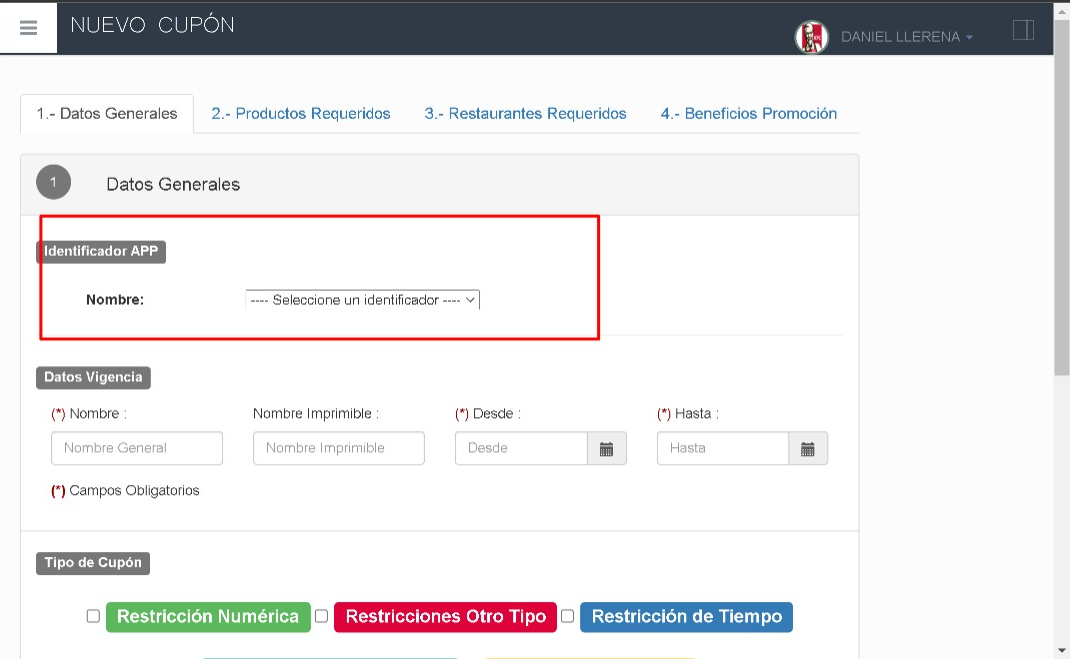 NUEVO CUPÓN
DANIEL LLERENA
1.- Datos Generales
2.- Productos Requeridos
3.- Restaurantes Requeridos
4.- Beneficios Promoción
1
Datos Generales
Identificador APP
Nombre:
---- Seleccione un identificador ----
Datos Vigencia
(*) Nombre :
Nombre Imprimible :
(*) Desde :
(*) Hasta :
Nombre General
Nombre Imprimible
Desde
Hasta
(*) Campos Obligatorios
Tipo de Cupón
Restricción Numérica
Restricciones Otro Tipo
Restricción de Tiempo